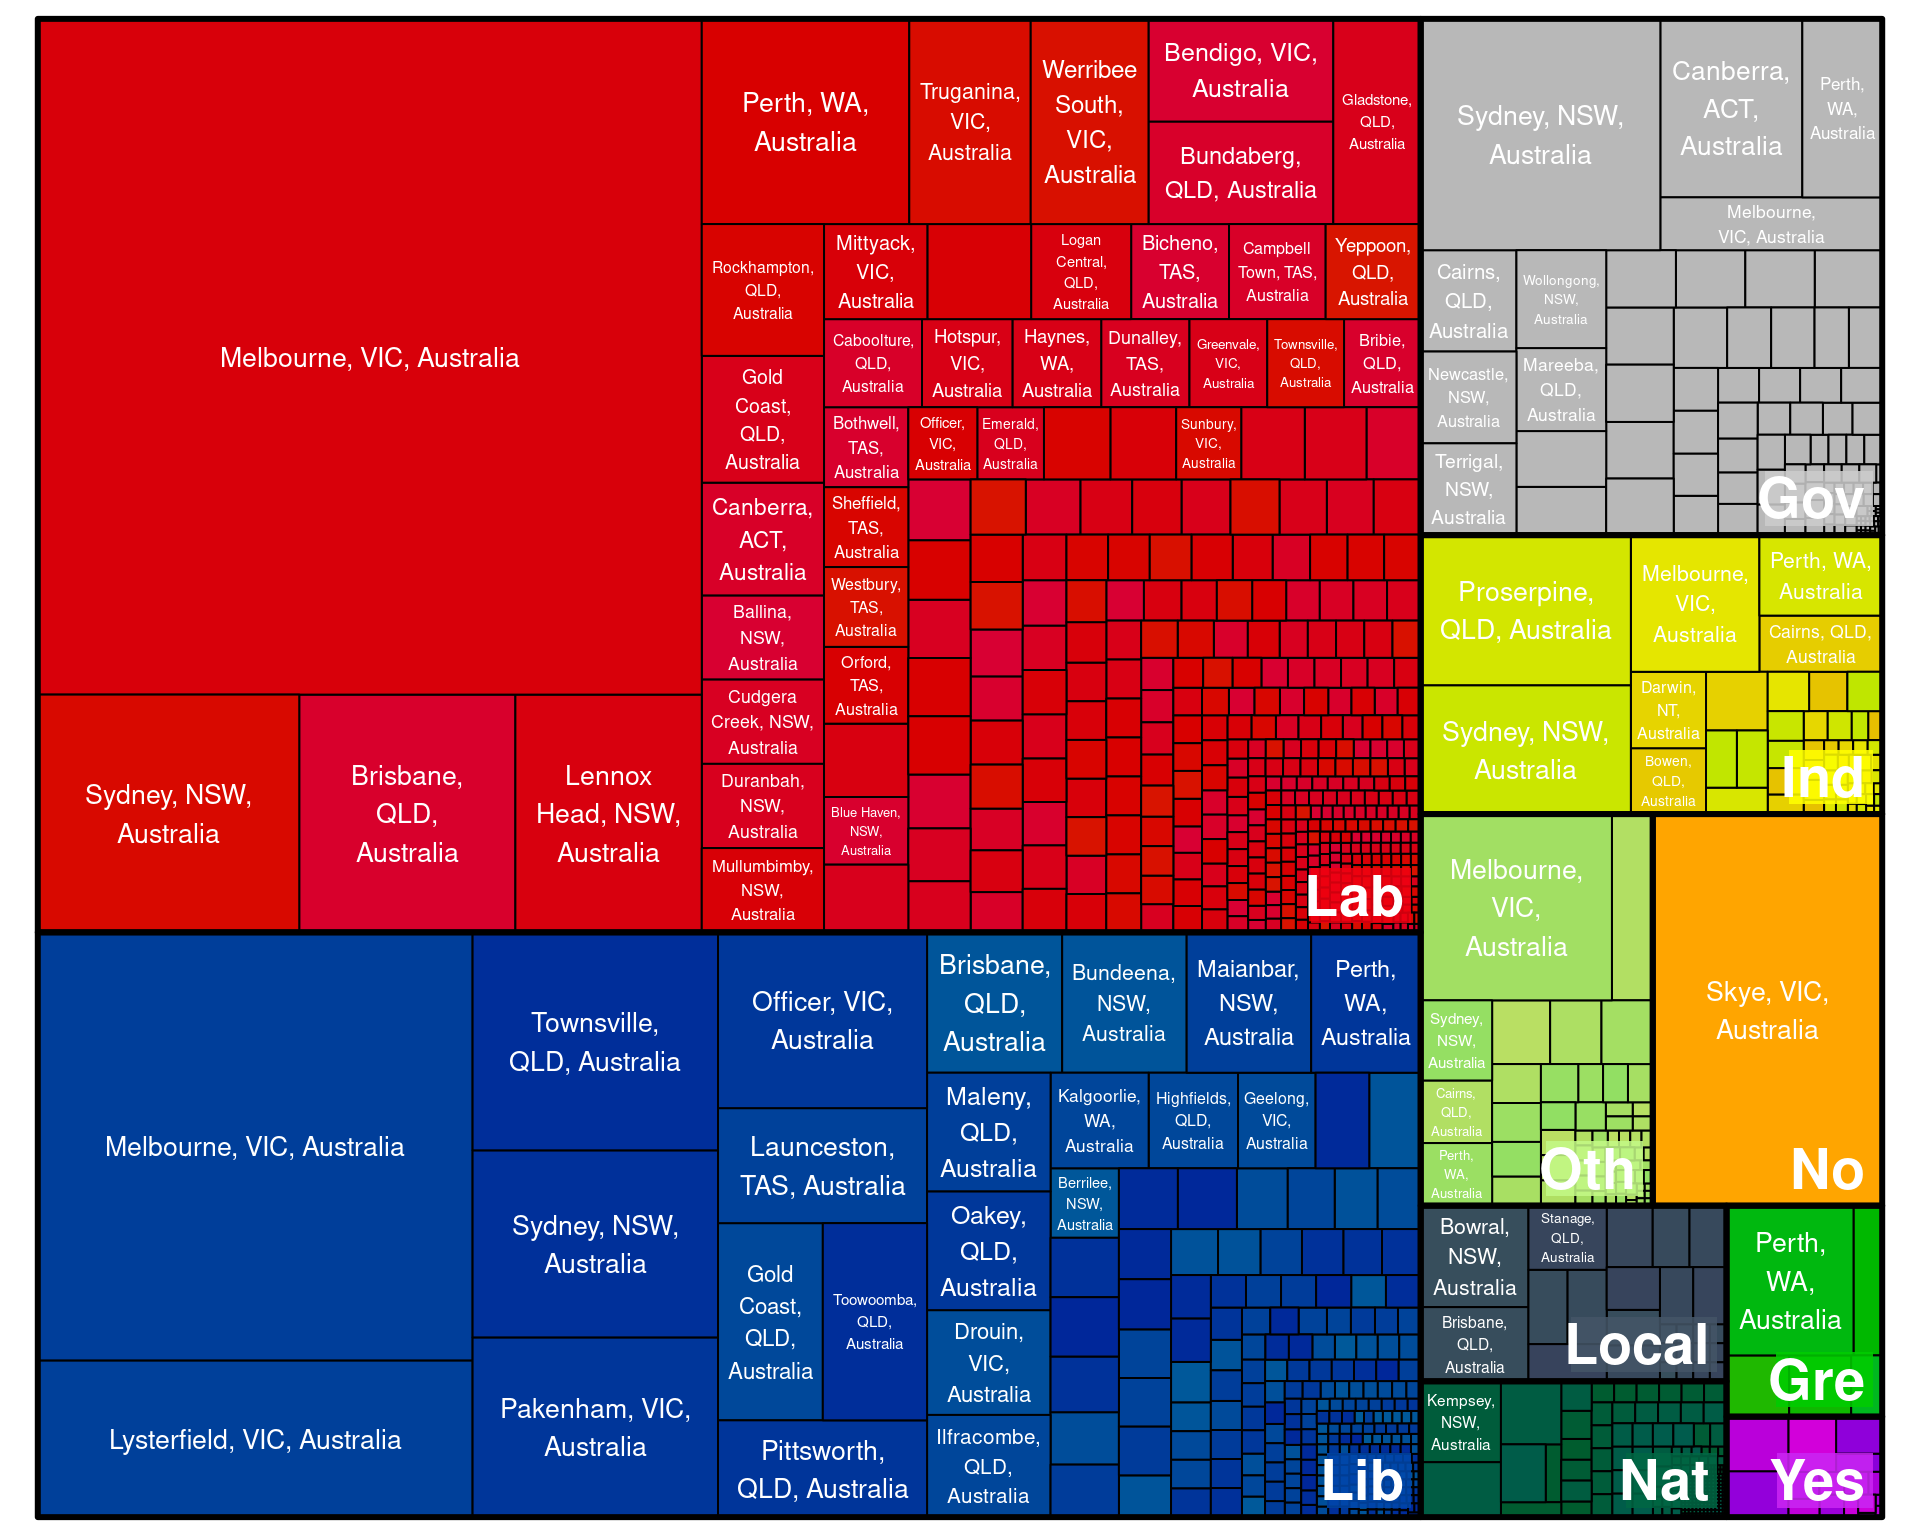 Melbourne, VIC, Australia
Sydney, NSW,
Australia
Brisbane,
QLD,
Australia
Lennox
Head, NSW,
Australia
Perth, WA,
Australia
Truganina,
VIC,
Australia
Werribee
South,
VIC,
Australia
Bendigo, VIC,
Australia
Bundaberg,
QLD, Australia
Gladstone,
QLD,
Australia
Rockhampton,
QLD,
Australia
Gold
Coast,
QLD,
Australia
Canberra,
ACT,
Australia
Ballina,
NSW,
Australia
Cudgera
Creek, NSW,
Australia
Duranbah,
NSW,
Australia
Mullumbimby,
NSW,
Australia
Mittyack,
VIC,
Australia
Logan
Central,
QLD,
Australia
Bicheno,
TAS,
Australia
Campbell
Town, TAS,
Australia
Yeppoon,
QLD,
Australia
Caboolture,
QLD,
Australia
Hotspur,
VIC,
Australia
Haynes,
WA,
Australia
Dunalley,
TAS,
Australia
Greenvale,
VIC,
Australia
Townsville,
QLD,
Australia
Bribie,
QLD,
Australia
Bothwell,
TAS,
Australia
Officer,
VIC,
Australia
Emerald,
QLD,
Australia
Sunbury,
VIC,
Australia
Sheffield,
TAS,
Australia
Westbury,
TAS,
Australia
Orford,
TAS,
Australia
Blue Haven,
NSW,
Australia
Lab
Melbourne, VIC, Australia
Lysterfield, VIC, Australia
Townsville,
QLD, Australia
Sydney, NSW,
Australia
Pakenham, VIC,
Australia
Officer, VIC,
Australia
Launceston,
TAS, Australia
Gold
Coast,
QLD,
Australia
Toowoomba,
QLD,
Australia
Pittsworth,
QLD, Australia
Brisbane,
QLD,
Australia
Bundeena,
NSW,
Australia
Maianbar,
NSW,
Australia
Perth,
WA,
Australia
Maleny,
QLD,
Australia
Oakey,
QLD,
Australia
Drouin,
VIC,
Australia
Ilfracombe,
QLD,
Australia
Kalgoorlie,
WA,
Australia
Highfields,
QLD,
Australia
Geelong,
VIC,
Australia
Berrilee,
NSW,
Australia
Lib
Sydney, NSW,
Australia
Canberra,
ACT,
Australia
Perth,
WA,
Australia
Melbourne,
VIC, Australia
Cairns,
QLD,
Australia
Newcastle,
NSW,
Australia
Terrigal,
NSW,
Australia
Wollongong,
NSW,
Australia
Mareeba,
QLD,
Australia
Gov
Proserpine,
QLD, Australia
Sydney, NSW,
Australia
Melbourne,
VIC,
Australia
Perth, WA,
Australia
Cairns, QLD,
Australia
Darwin,
NT,
Australia
Bowen,
QLD,
Australia
Ind
Melbourne,
VIC,
Australia
Sydney,
NSW,
Australia
Cairns,
QLD,
Australia
Perth,
WA,
Australia
Oth
Skye, VIC,
Australia
No
Bowral,
NSW,
Australia
Brisbane,
QLD,
Australia
Stanage,
QLD,
Australia
Local
Perth,
WA,
Australia
Gre
Kempsey,
NSW,
Australia
Nat
Yes